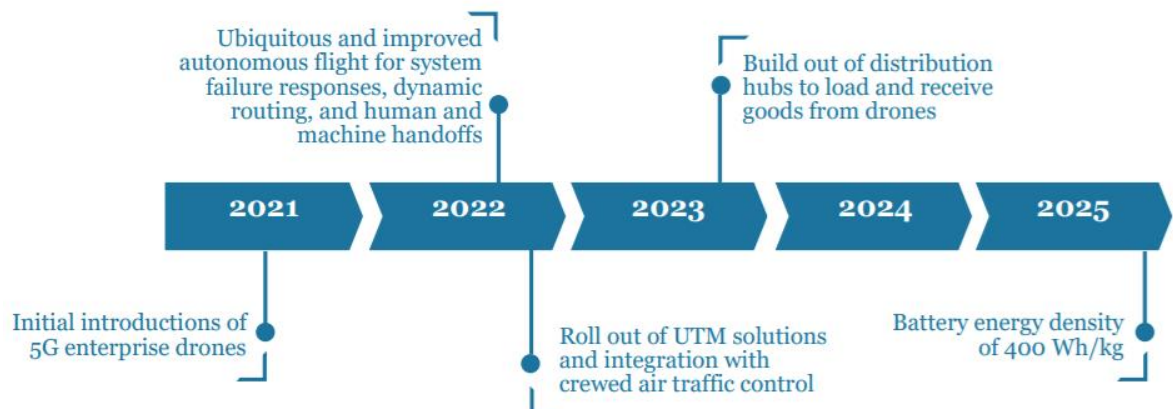 Ubiquitous and improved
autonomous flight for system
failure responses, dynamic
routing, and human and
machine handoffs
Build out of distribution
hubs to load and receive
goods from drones
2021
2022
2023
2024
2025
Initial introductions of
5G enterprise drones
Roll out of UTM solutions
and integration with
crewed air traffic control
Battery energy density
of 400 Wh/kg